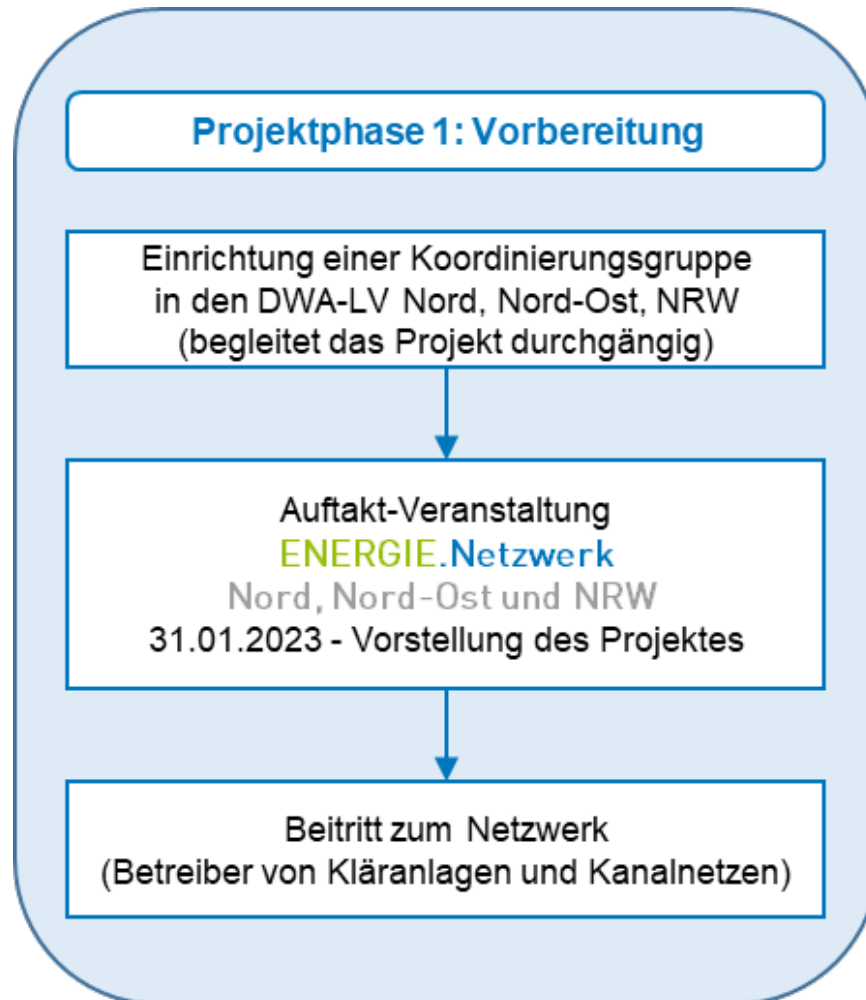 Projektphase 1: Vorbereitung
Einrichtung einer Koordinierungsgruppe
in den DWA-LV Nord, Nord-Ost, NRW
(begleitet das Projekt durchgängig)
Auftakt-Veranstaltung
ENERGIE.Netzwerk
Nord, Nord-Ost und NRW
31.01.2023 - Vorstellung des Projektes
Beitritt zum Netzwerk
(Betreiber von Kläranlagen und Kanalnetzen)